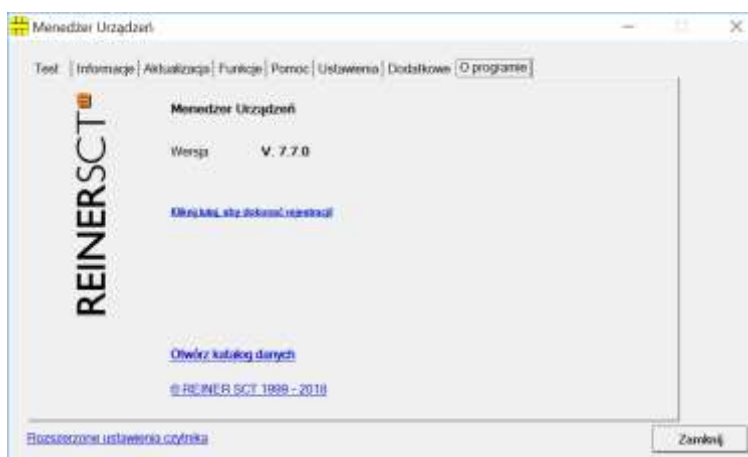 Menedżer Urządzeń
Test Informacje Aktualizacja Funkcje Pomoc Ustawienia Dodatkowe O programie
REINERSCT
Menedżer Urządzeń
Wersja V. 7.7.0
Kliknij tutaj, aby dokonać rejestracji!
Otwórz katalog danych
© REINER SCT 1999 - 2018
Rozszerzone ustawienia czytnika
Zamknij